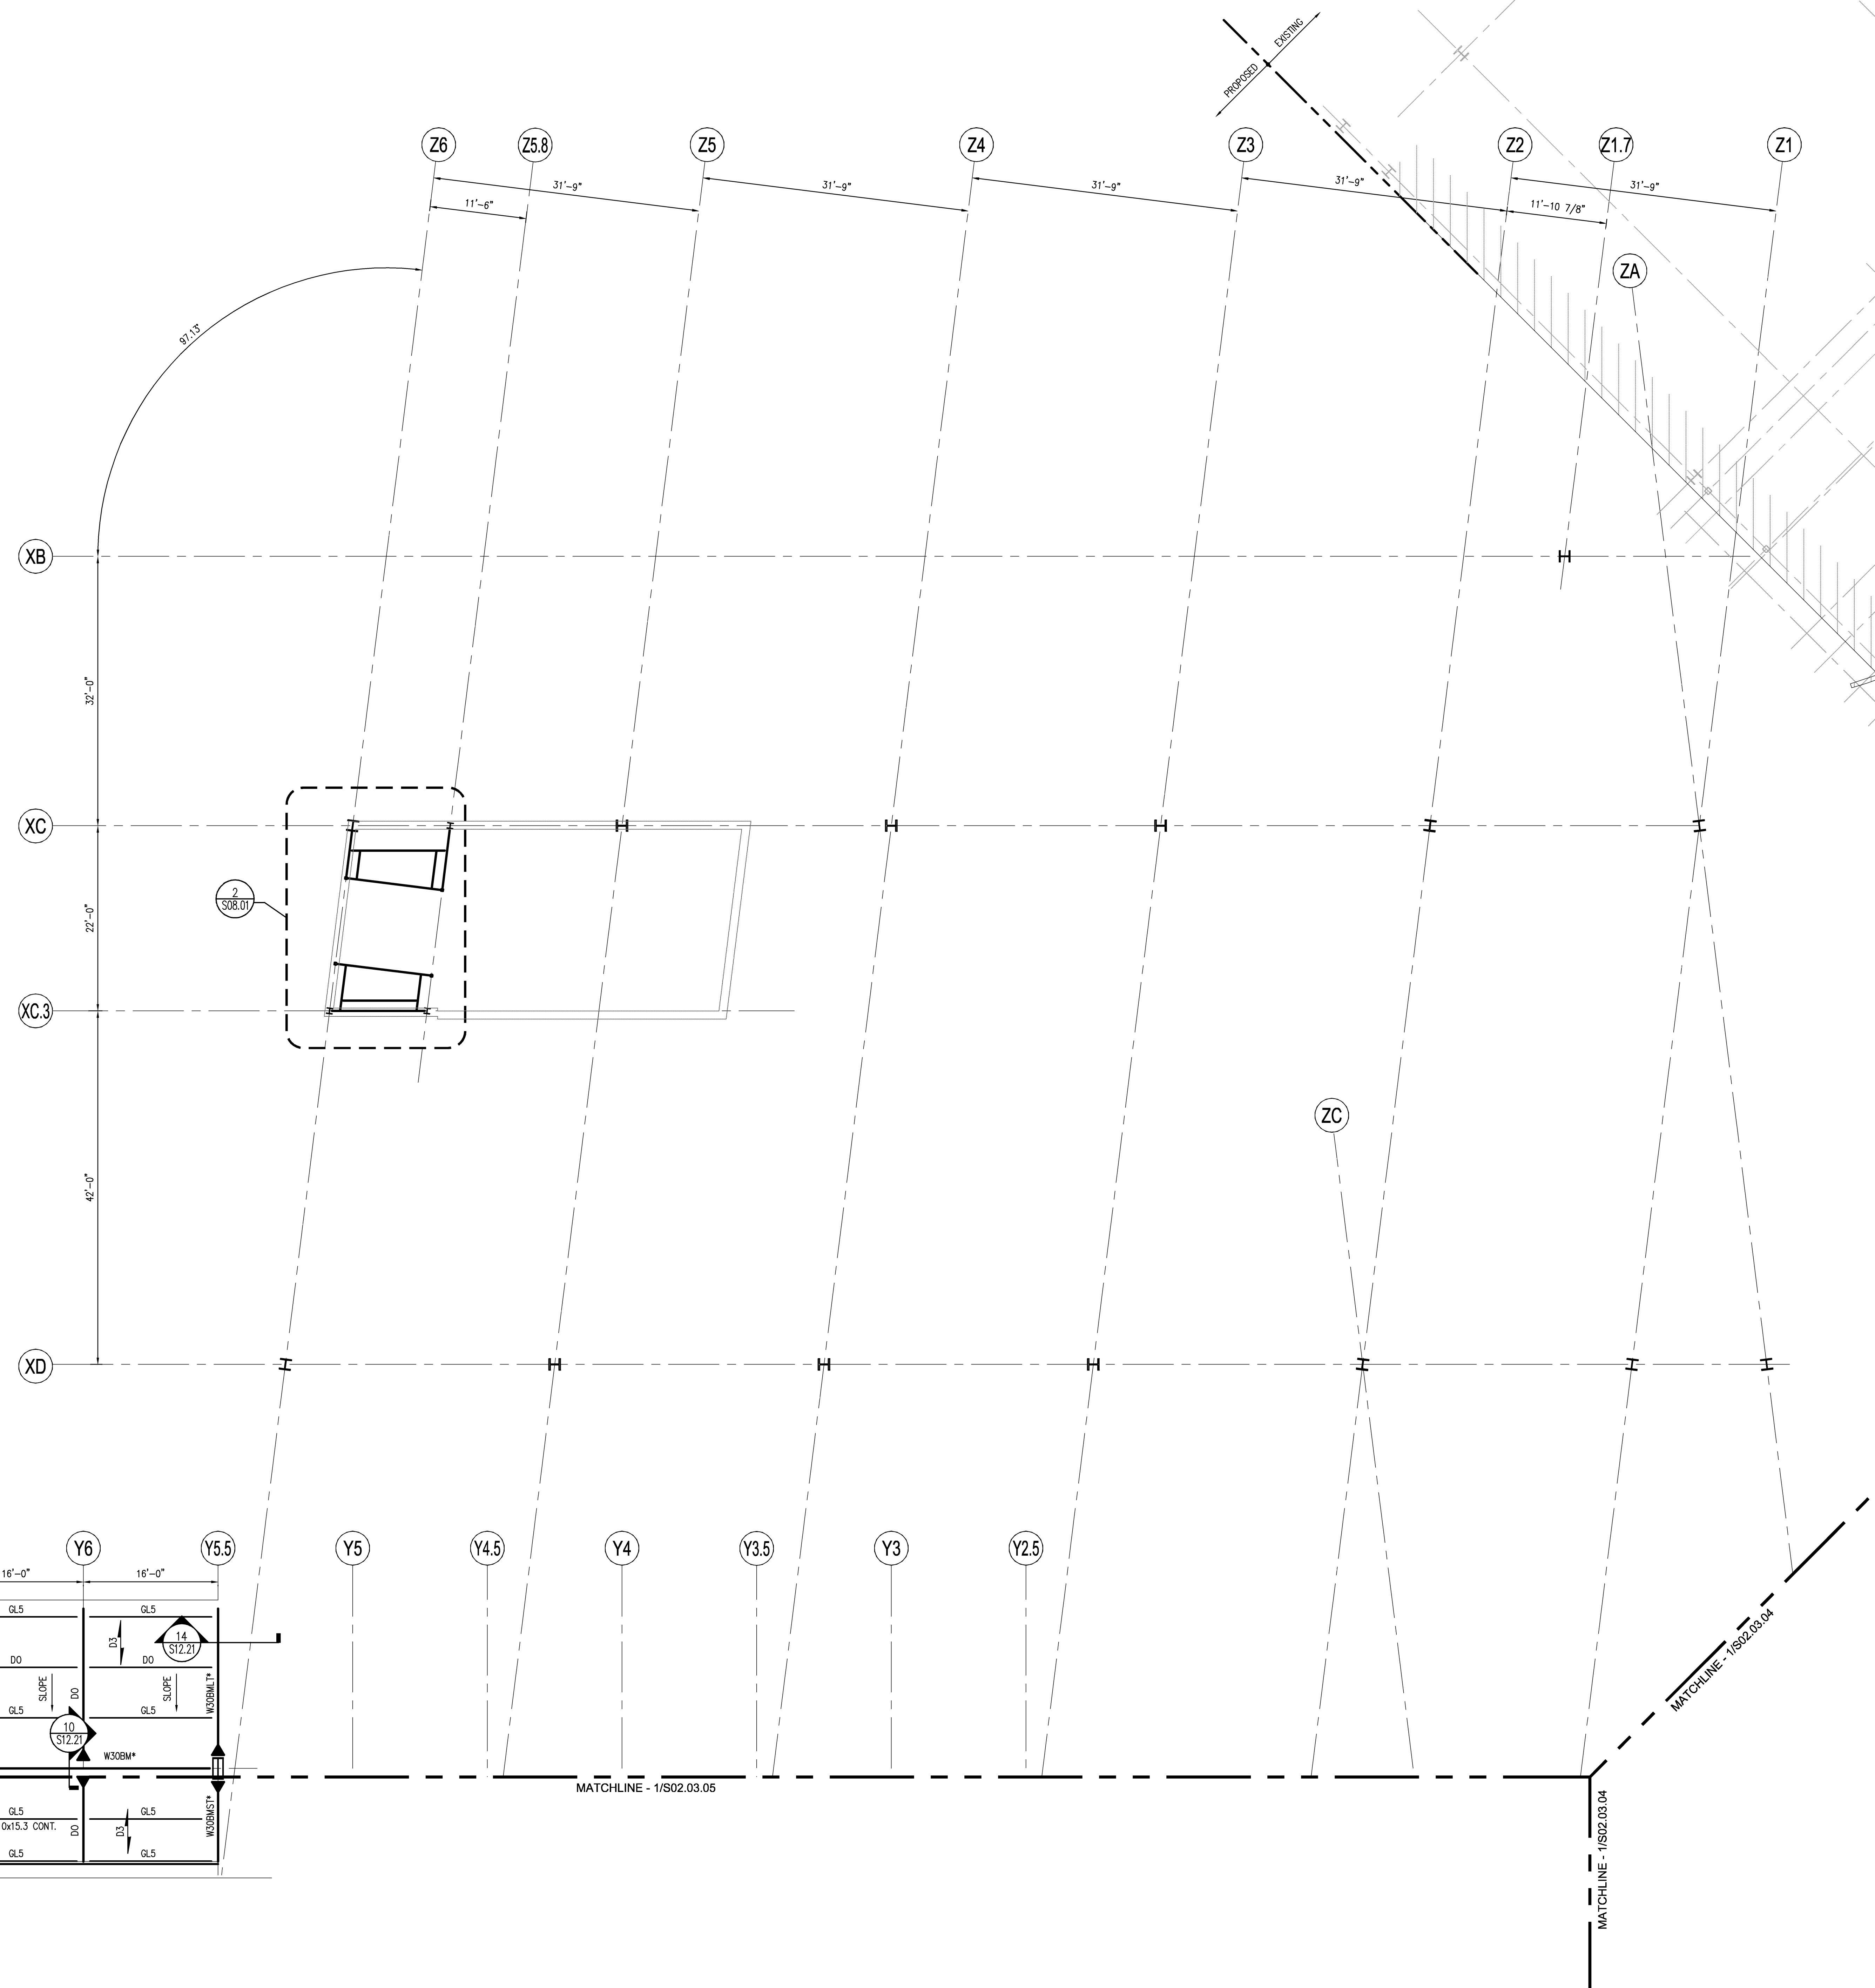 EXISTING
PROPOSED
Z6
Z5.8
Z5
Z4
Z3
Z2
Z1.7
Z1
31'-9"
31'-9"
31'-9"
31'-9"
31'-9"
11'-6"
11'-10 7/8"
ZA
97.13°
XB
32'-0"
XC
2
S08.01
22'-0"
XC.3
ZC
42'-0"
XD
Y6
Y5.5
Y5
Y4.5
Y4
Y3.5
Y3
Y2.5
16'-0"
16'-0"
GL5
GL5
D3
14
S12.21
DO
DO
SLOPE
DO
SLOPE
W30BMLT*
GL5
GL5
10
S12.21
W30BM*
MATCHLINE - 1/S02.03.05
MATCHLINE - 1/S02.03.04
MATCHLINE - 1/S02.03.04
GL5
GL5
0x15.3 CONT.
DO
D3
W30BMST*
GL5
GL5